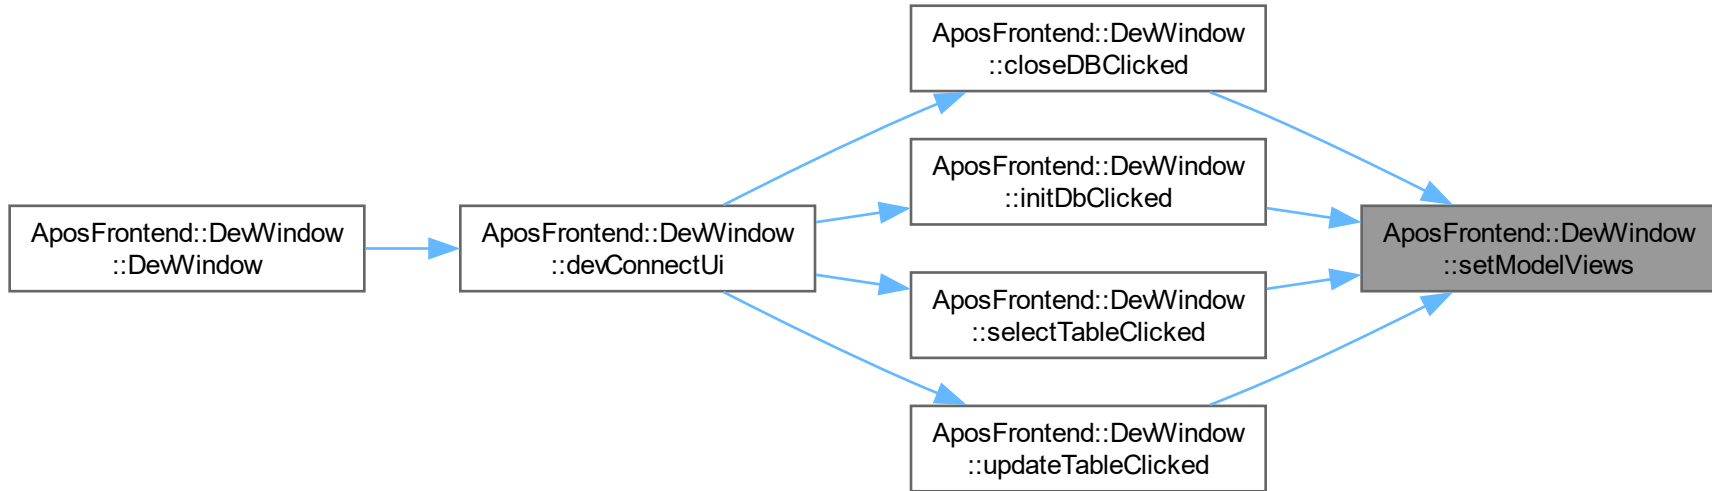 AposFrontend::DevWindow
::closeDBClicked
AposFrontend::DevWindow
::initDbClicked
AposFrontend::DevWindow
::DevWindow
AposFrontend::DevWindow
::devConnectUi
AposFrontend::DevWindow
::setModelViews
AposFrontend::DevWindow
::selectTableClicked
AposFrontend::DevWindow
::updateTableClicked